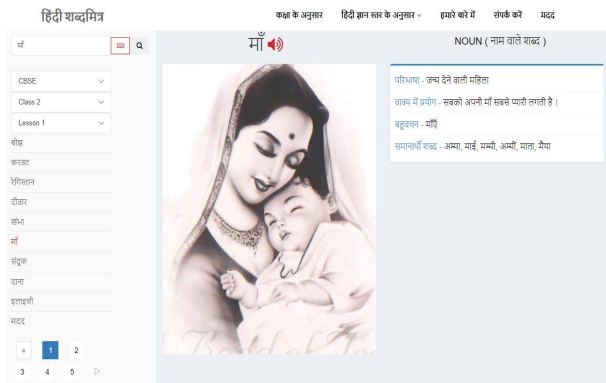 हिंदी शब्दमित्र
कक्षा के अनुसार हिंदी ज्ञान स्तर के अनुसार हमारे बारे में संपर्क करें मदद
माँ
CBSE
Class 2
Lesson 1
बोझ
करवट
रेगिस्तान
दीवार
खंभा
माँ
संदूक
दाना
इलाइची
मदद
« 1 2
3 4 5
माँ
NOUN ( नाम वाले शब्द )
परिभाषा - जन्म देने वाली महिला
वाक्य में प्रयोग - सबको अपनी माँ सबसे प्यारी लगती है ।
बहुवचन - माँएँ
समानार्थी शब्द - अम्मा, माई, मम्मी, अम्मी, माता, मैया